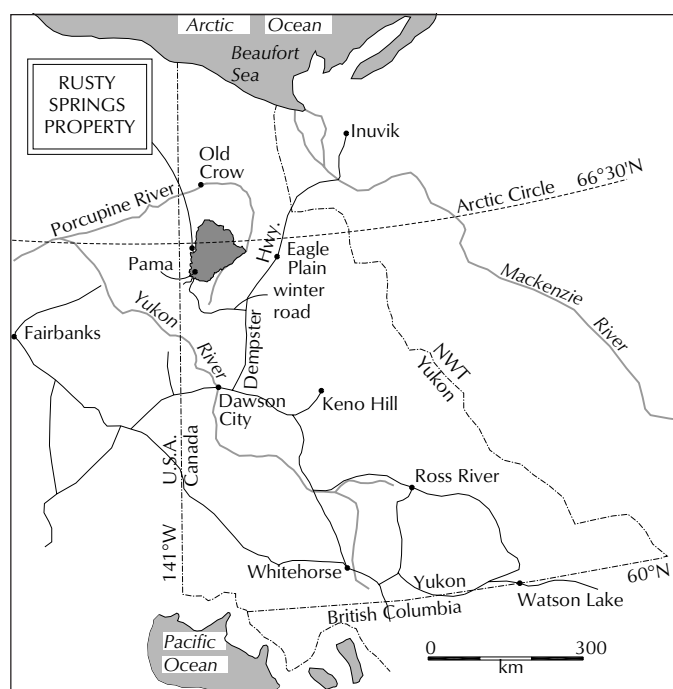 Arctic Ocean
Beaufort
Sea
RUSTY
SPRINGS
PROPERTY
Inuvik
Old
Crow
66°30'N
Arctic Circle
Porcupine River
Hwy.
Eagle
Plain
Pama
winter
road
Mackenzie
River
Yukon
River
Fairbanks
Dempster
NWT
Yukon
Dawson
City
Keno Hill
U.S.A.
Canada
Ross River
141°W
Whitehorse
Yukon
60°N
British Columbia
Watson Lake
Pacific
Ocean
0 300
km